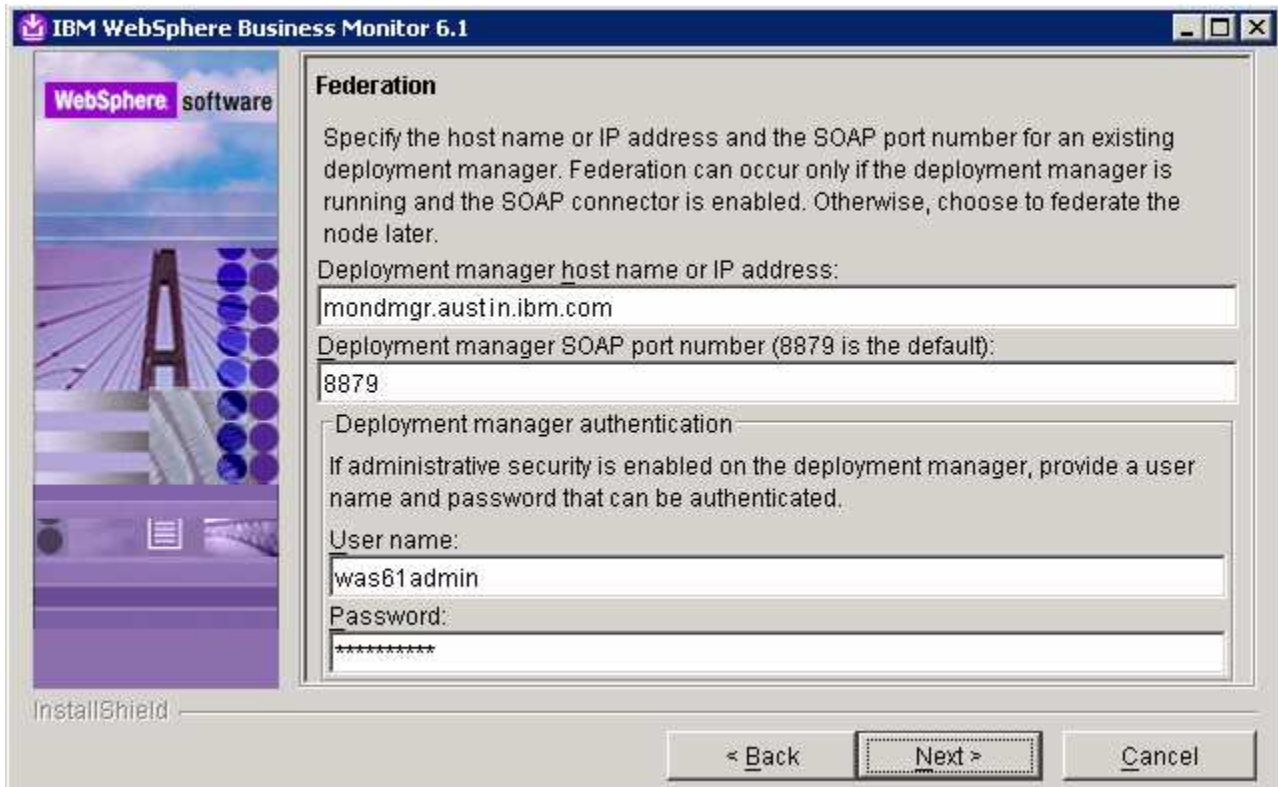 IBM WebSphere Business Monitor 6.1
WebSphere software
Federation
Specify the host name or IP address and the SOAP port number for an existing
deployment manager. Federation can occur only if the deployment manager is
running and the SOAP connector is enabled. Otherwise, choose to federate the
node later.
Deployment manager host name or IP address:
mondmgr.austin.ibm.com
Deployment manager SOAP port number (8879 is the default):
8879
Deployment manager authentication
If administrative security is enabled on the deployment manager, provide a user
name and password that can be authenticated.
User name:
was61admin
Password:
**********
InstallShield
< Back Next > Cancel